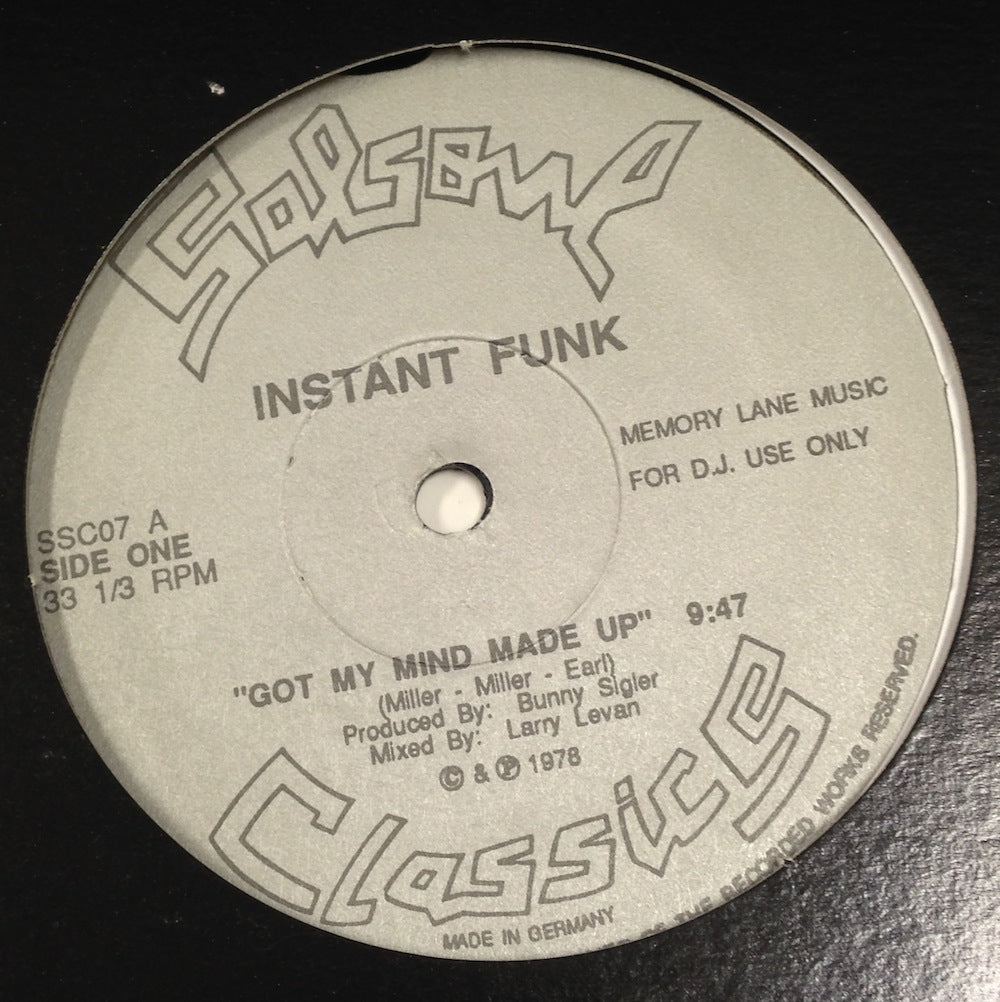 Salsoul
INSTANT FUNK
MEMORY LANE MUSIC
FOR D.J. USE ONLY
SSC07 A
SIDE ONE
33 1/3 RPM
"GOT MY MIND MADE UP" 9:47
(Miller - Miller - Earl)
Produced By: Bunny Sigler
Mixed By: Larry Levan
© & ℗ 1978
Classics
MADE IN GERMANY
THE RECORDED WORKS RESERVED.